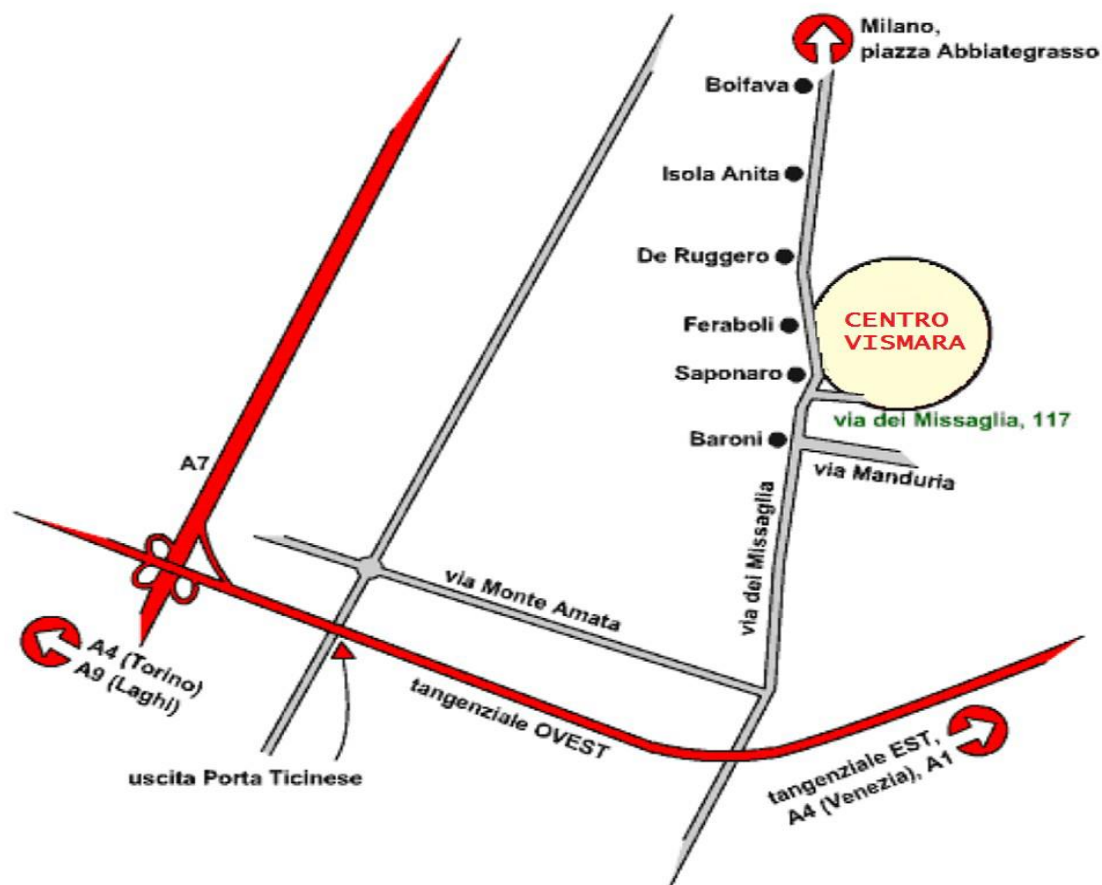 Milano,
piazza Abbiategrasso
Boifava
Isola Anita
De Ruggero
Feraboli
CENTRO
VISMARA
Saponaro
via dei Missaglia, 117
Baroni
via Manduria
A7
via dei Missaglia
via Monte Amata
A4 (Torino)
A9 (Laghi)
tangenziale OVEST
uscita Porta Ticinese
tangenziale EST,
A4 (Venezia), A1